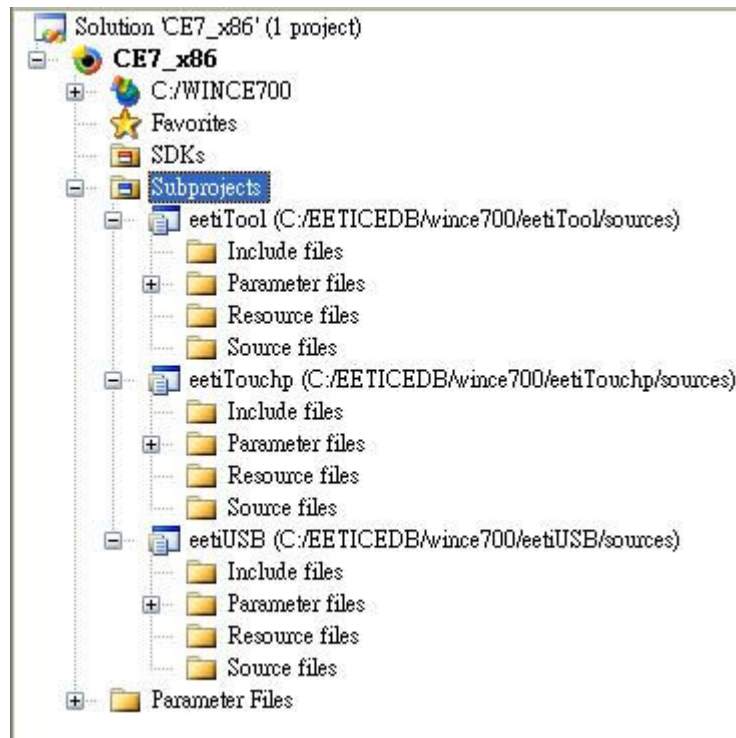 Solution 'CE7_x86' (1 project)
CE7_x86
C:/WINCE700
Favorites
SDKs
Subprojects
eetiTool (C:/EETICEDB/wince700/eetiTool/sources)
Include files
Parameter files
Resource files
Source files
eetiTouchp (C:/EETICEDB/wince700/eetiTouchp/sources)
Include files
Parameter files
Resource files
Source files
eetiUSB (C:/EETICEDB/wince700/eetiUSB/sources)
Include files
Parameter files
Resource files
Source files
Parameter Files